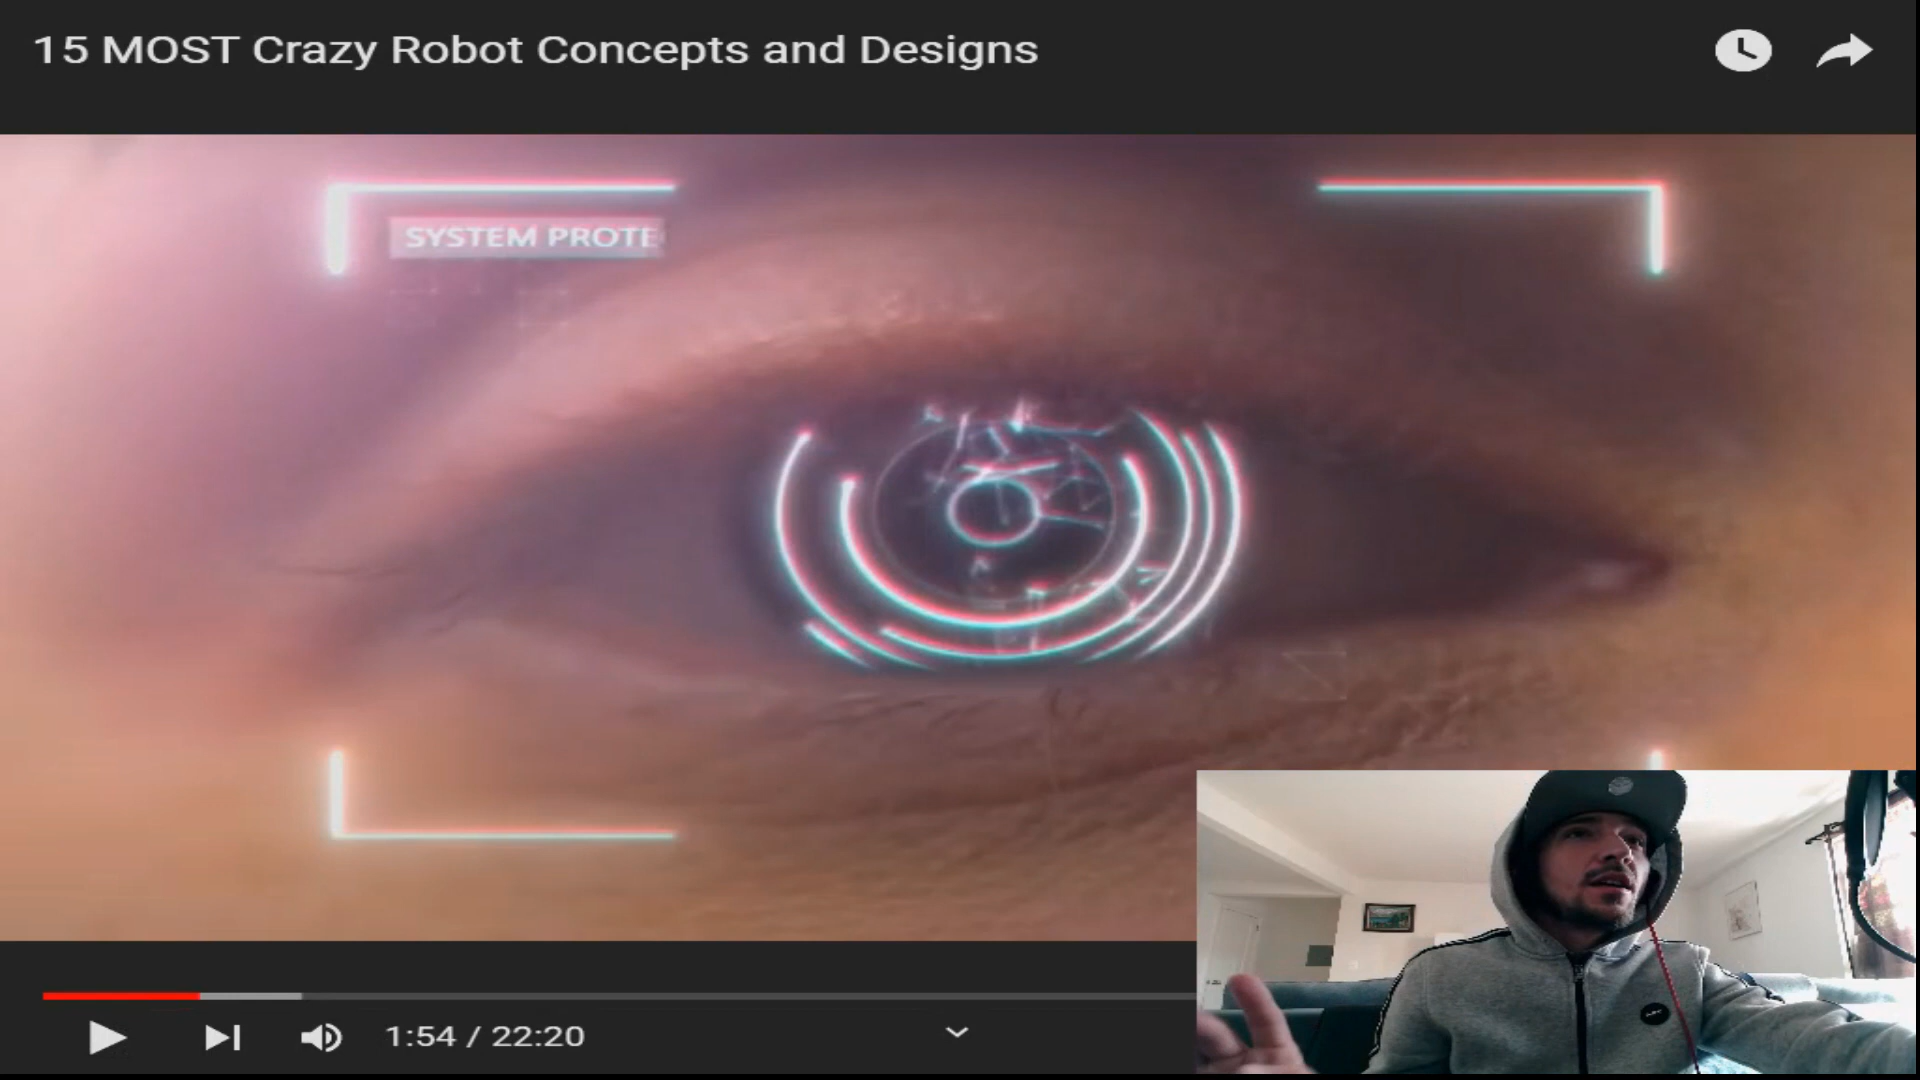 15 MOST Crazy Robot Concepts and Designs
SYSTEM PROTE
1:54 / 22:20